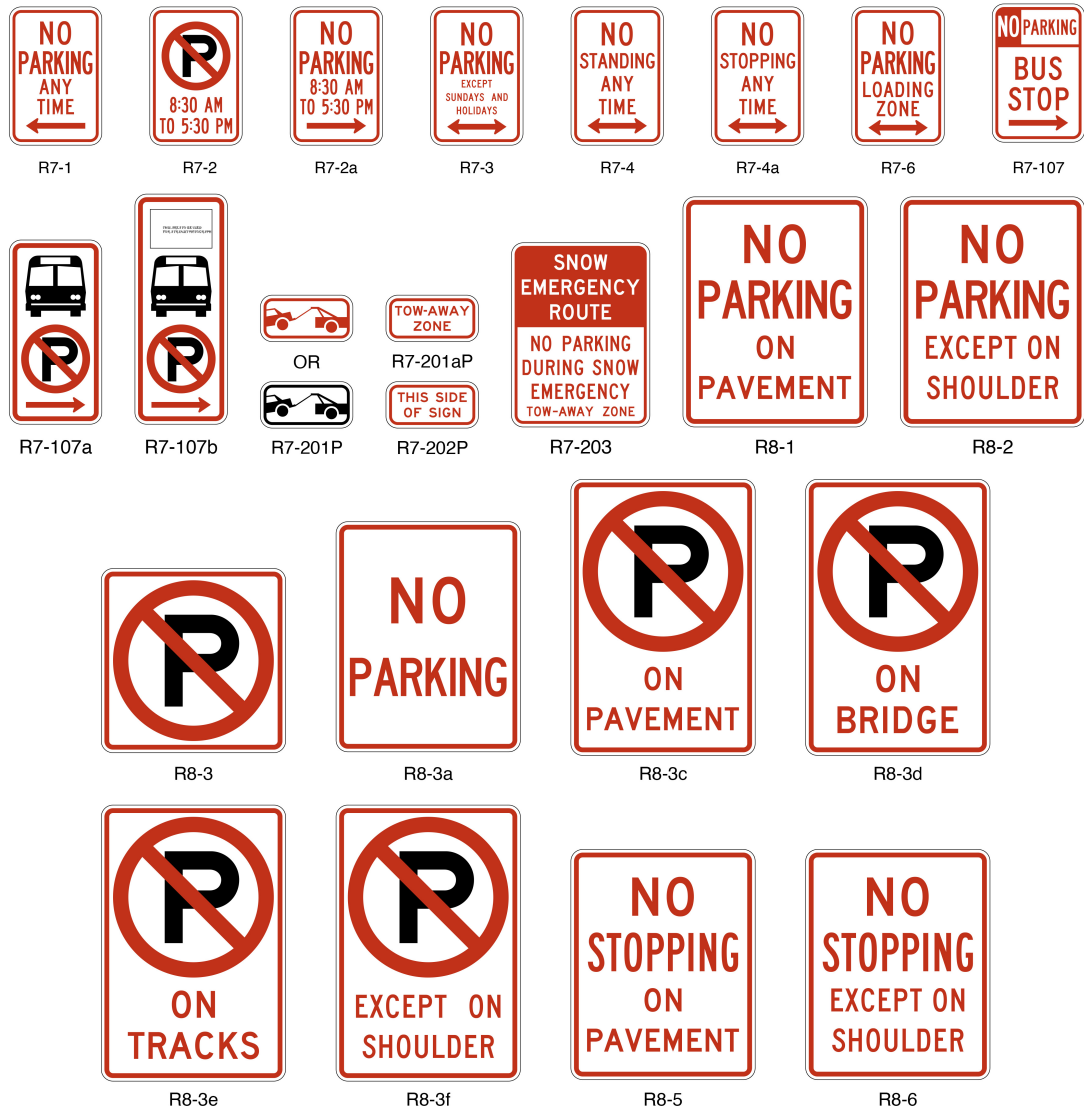 NO
PARKING
ANY
TIME
R7-1
P
8:30 AM
TO 5:30 PM
R7-2
NO
PARKING
8:30 AM
TO 5:30 PM
R7-2a
NO
PARKING
EXCEPT
SUNDAYS AND
HOLIDAYS
R7-3
NO
STANDING
ANY
TIME
R7-4
NO
STOPPING
ANY
TIME
R7-4a
NO
PARKING
LOADING
ZONE
R7-6
NO PARKING
BUS
STOP
R7-107
P
R7-107a
P
R7-107b
OR
R7-201P
TOW-AWAY
ZONE
R7-201aP
THIS SIDE
OF SIGN
R7-202P
SNOW
EMERGENCY
ROUTE
NO PARKING
DURING SNOW
EMERGENCY
TOW-AWAY ZONE
R7-203
NO
PARKING
ON
PAVEMENT
R8-1
NO
PARKING
EXCEPT ON
SHOULDER
R8-2
P
R8-3
NO
PARKING
R8-3a
P
ON
PAVEMENT
R8-3c
P
ON
BRIDGE
R8-3d
P
ON
TRACKS
R8-3e
P
EXCEPT ON
SHOULDER
R8-3f
NO
STOPPING
ON
PAVEMENT
R8-5
NO
STOPPING
EXCEPT ON
SHOULDER
R8-6